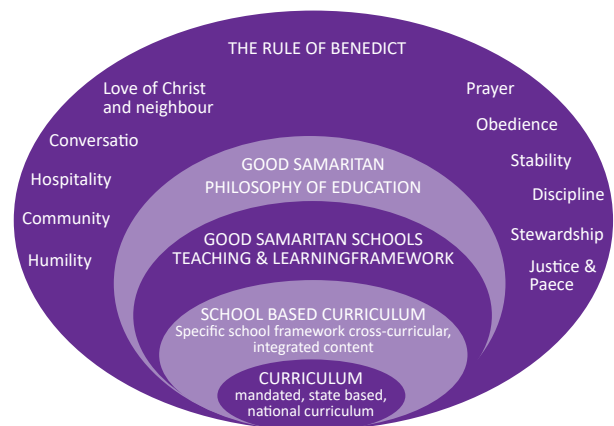 THE RULE OF BENEDICT
Love of Christ
and neighbour
Conversatio
Hospitality
Community
Humility
Prayer
Obedience
Stability
Discipline
Stewardship
Justice &
Paece
GOOD SAMARITAN
PHILOSOPHY OF EDUCATION
GOOD SAMARITAN SCHOOLS
TEACHING & LEARNINGFRAMEWORK
SCHOOL BASED CURRICULUM
Specific school framework cross-curricular,
integrated content
CURRICULUM
mandated, state based,
national curriculum